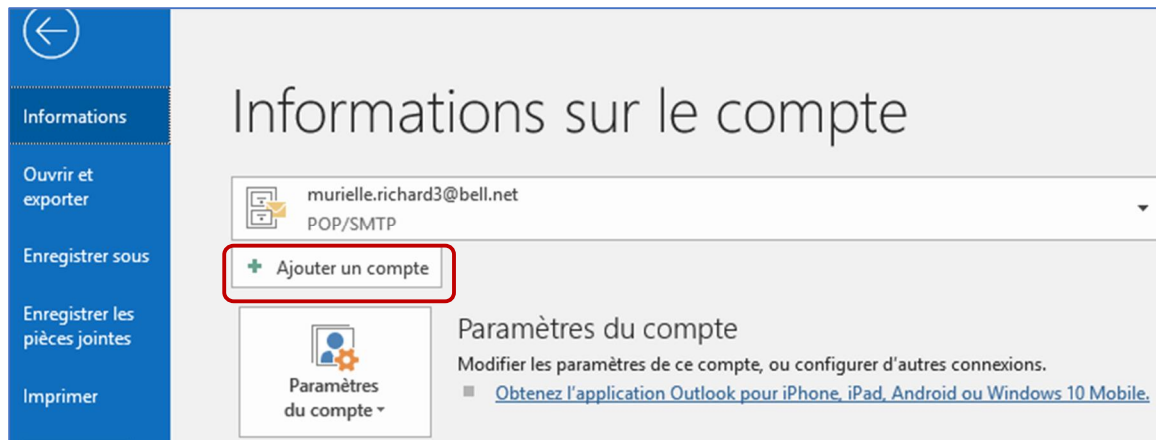 Informations sur le compte
Informations
Ouvrir et
exporter
Enregistrer sous
Enregistrer les
pièces jointes
Imprimer
murielle.richard3@bell.net
POP/SMTP
Ajouter un compte
Paramètres
du compte
Paramètres du compte
Modifier les paramètres de ce compte, ou configurer d'autres connexions.
Obtenez l'application Outlook pour iPhone, iPad, Android ou Windows 10 Mobile.